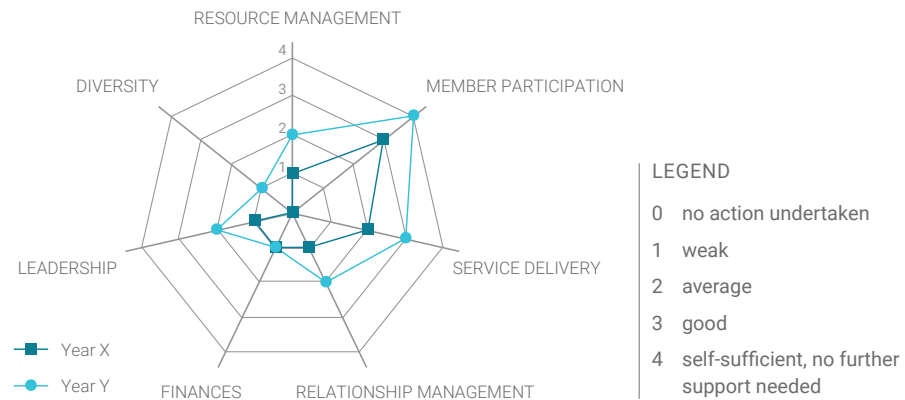 RESOURCE MANAGEMENT
4
DIVERSITY
MEMBER PARTICIPATION
3
2
1
LEGEND
0 no action undertaken
1 weak
LEADERSHIP
SERVICE DELIVERY
2 average
3 good
Year X
4 self-sufficient, no further
support needed
Year Y
FINANCES
RELATIONSHIP MANAGEMENT